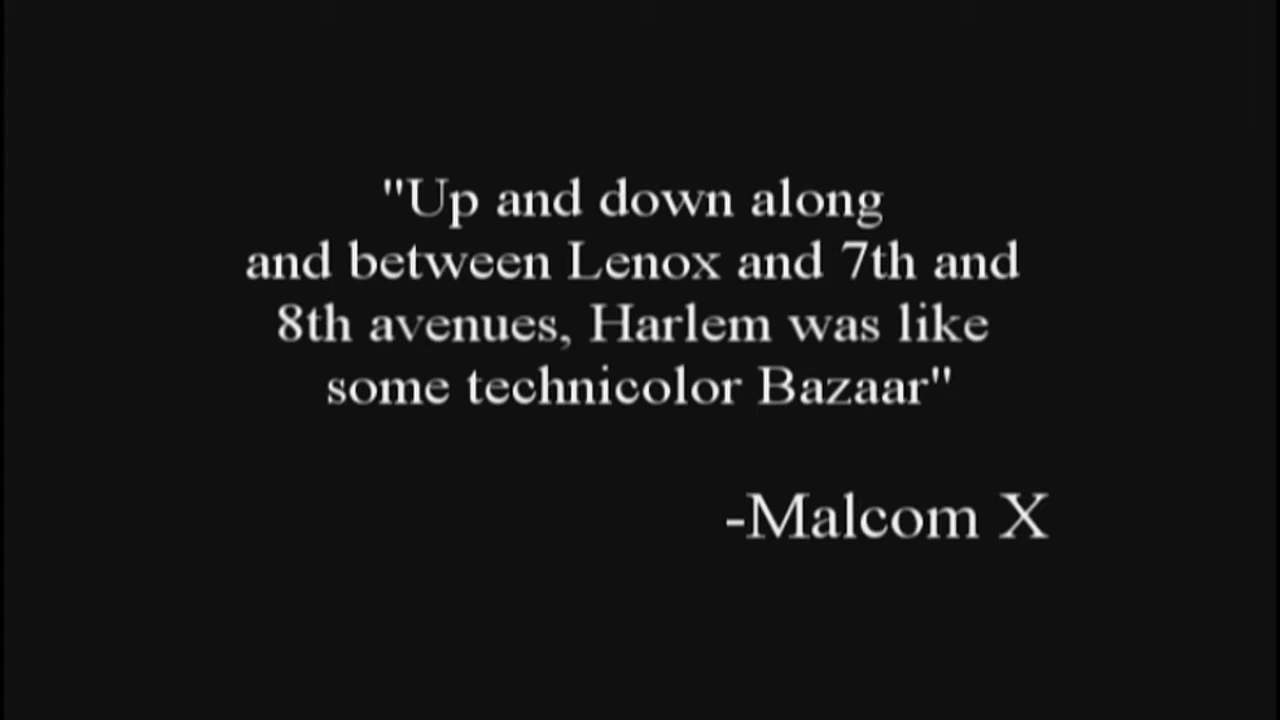 "Up and down along
and between Lenox and 7th and
8th avenues, Harlem was like
some technicolor Bazaar"
-Malcom X